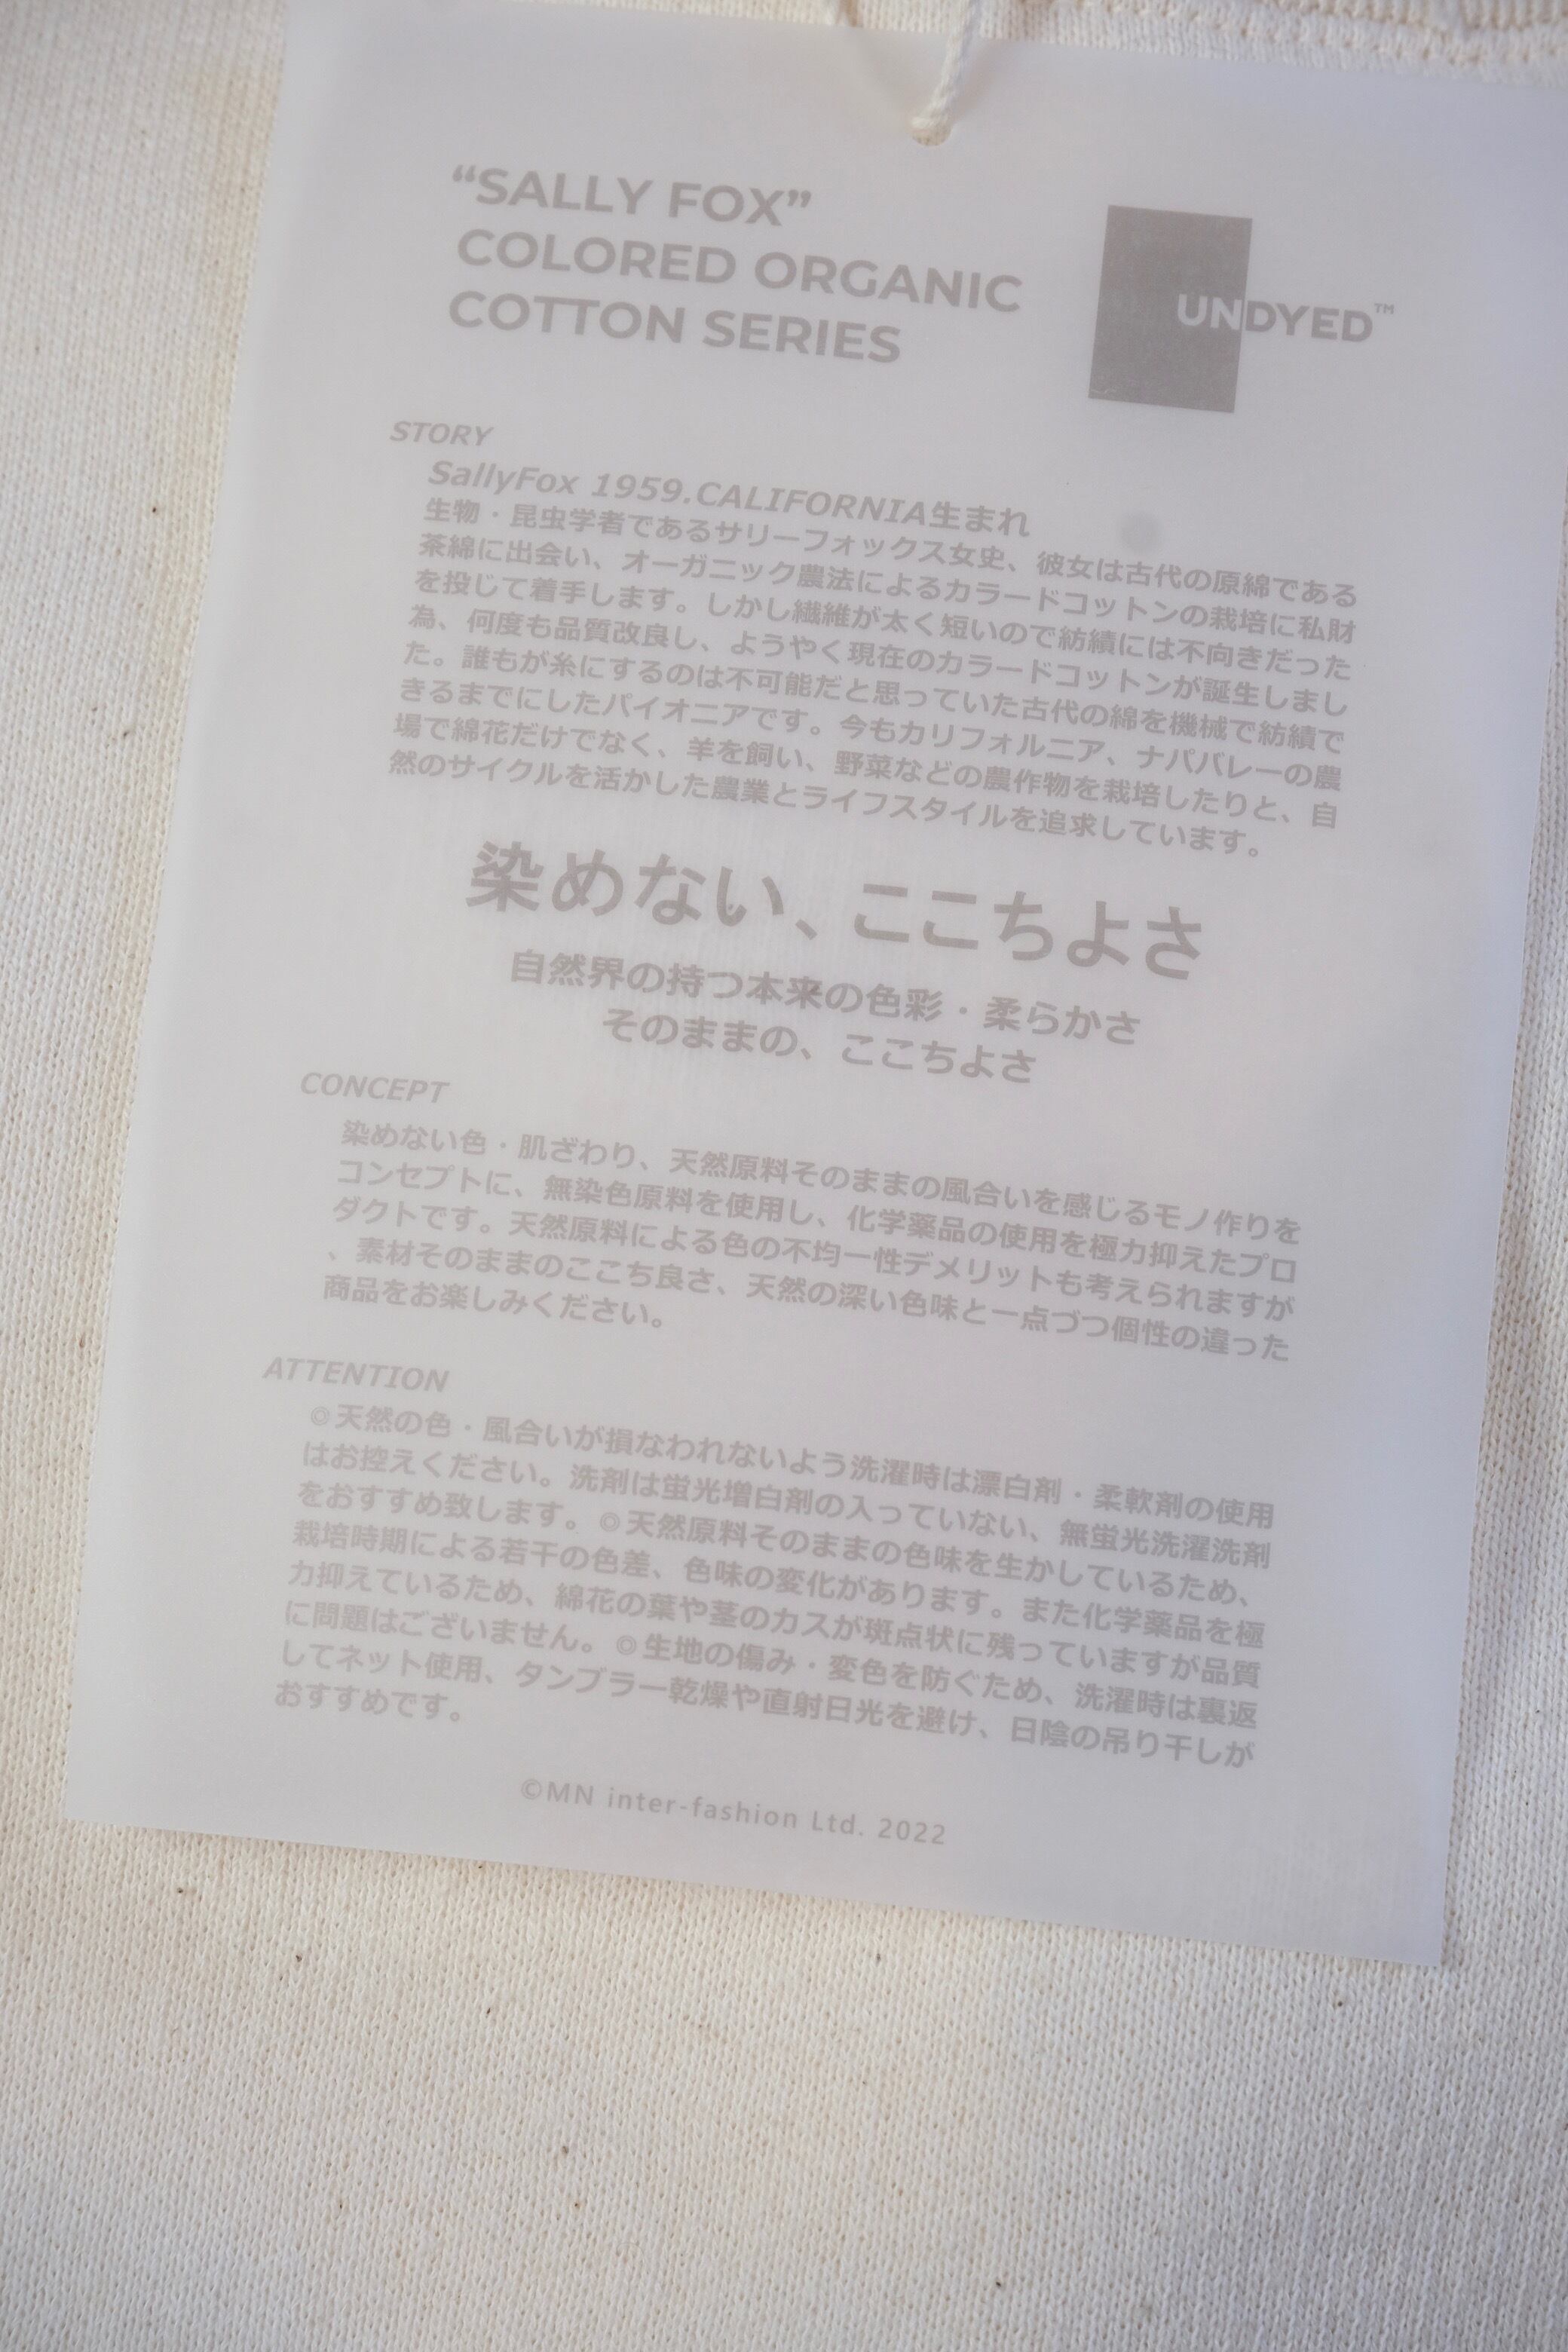 “SALLY FOX”
COLORED ORGANIC
COTTON SERIES
UNDYED™
STORY
SallyFox 1959.CALIFORNIA生まれ
生物・昆虫学者であるサリーフォックス女史、彼女は古代の原綿である
茶綿に出会い、オーガニック農法によるカラードコットンの栽培に私財
を投じて着手します。しかし繊維が太く短いので紡績には不向きだった
為、何度も品質改良し、ようやく現在のカラードコットンが誕生しまし
た。誰もが糸にするのは不可能だと思っていた古代の綿を機械で紡績で
きるまでにしたパイオニアです。今もカリフォルニア、ナパバレーの農
場で綿花だけでなく、羊を飼い、野菜などの農作物を栽培したりと、自
然のサイクルを活かした農業とライフスタイルを追求しています。
染めない、ここちよさ
自然界の持つ本来の色彩・柔らかさ
そのままの、ここちよさ
CONCEPT
染めない色・肌ざわり、天然原料そのままの風合いを感じるモノ作りを
コンセプトに、無染色原料を使用し、化学薬品の使用を極力抑えたプロ
ダクトです。天然原料による色の不均一性デメリットも考えられますが
、素材そのままのここち良さ、天然の深い色味と一点づつ個性の違った
商品をお楽しみください。
ATTENTION
◎天然の色・風合いが損なわれないよう洗濯時は漂白剤・柔軟剤の使用
はお控えください。洗剤は蛍光増白剤の入っていない、無蛍光洗濯洗剤
をおすすめ致します。◎天然原料そのままの色味を生かしているため、
栽培時期による若干の色差、色味の変化があります。また化学薬品を極
力抑えているため、綿花の葉や茎のカスが斑点状に残っていますが品質
に問題はございません。◎生地の傷み・変色を防ぐため、洗濯時は裏返
してネット使用、タンブラー乾燥や直射日光を避け、日陰の吊り干しが
おすすめです。
©MN inter-fashion Ltd. 2022